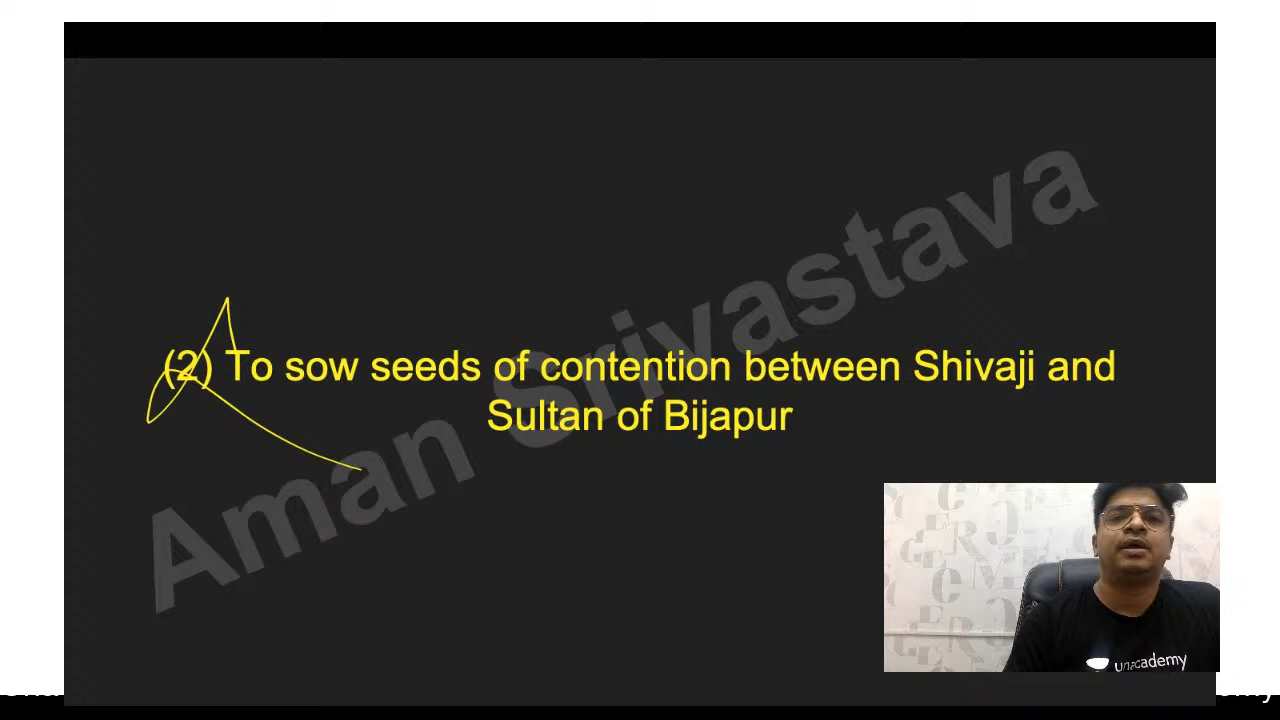 Aman Srivastava
(2) To sow seeds of contention between Shivaji and
Sultan of Bijapur
unacademy